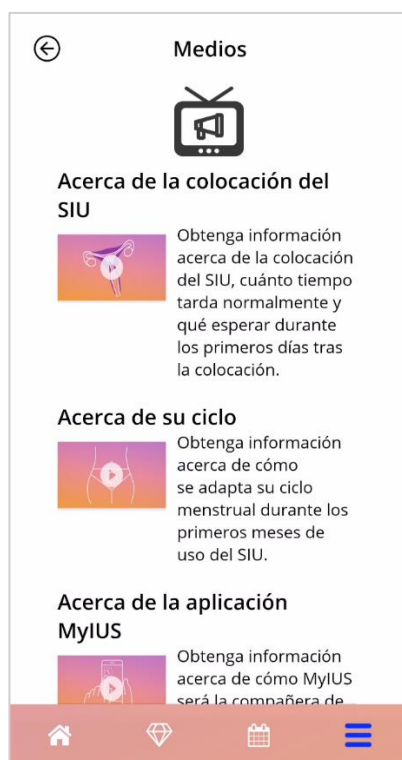 Medios
Acerca de la colocación del
SIU
Obtenga información
acerca de la colocación
del SIU, cuánto tiempo
tarda normalmente y
qué esperar durante
los primeros días tras
la colocación.
Acerca de su ciclo
Obtenga información
acerca de cómo
se adapta su ciclo
menstrual durante los
primeros meses de
uso del SIU.
Acerca de la aplicación
MyIUS
Obtenga información
acerca de cómo MyIUS
será la compañera de